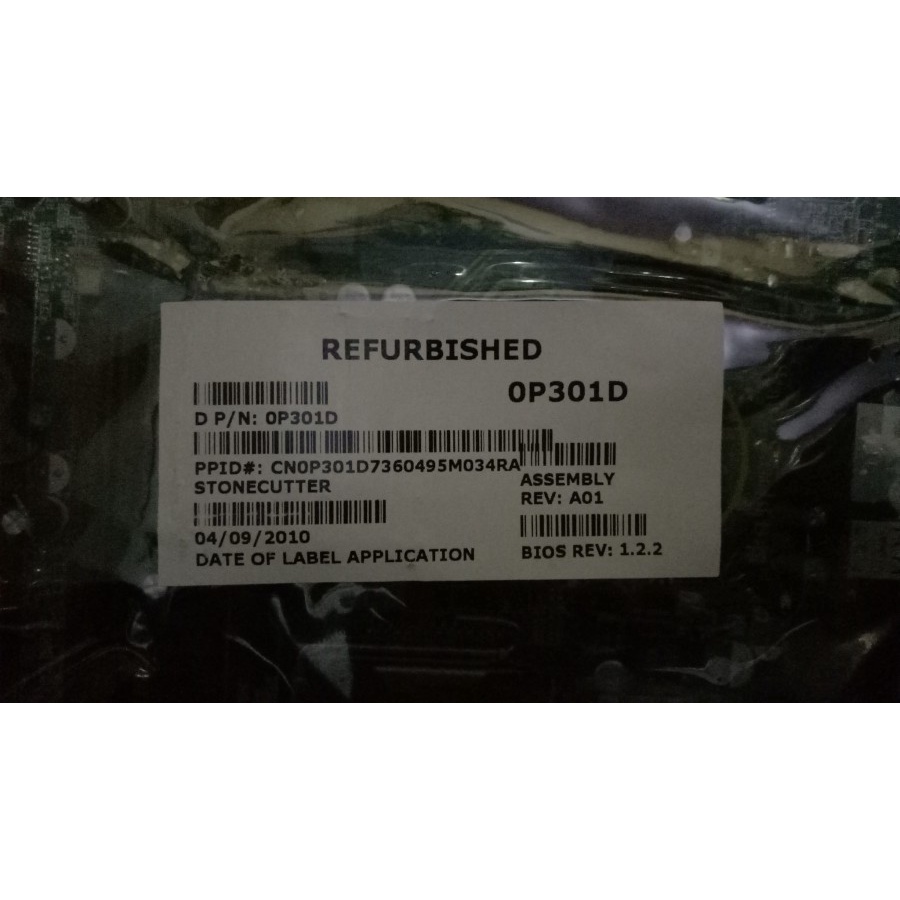 REFURBISHED
0P301D
D P/N: 0P301D
PPID#: CN0P301D7360495M034RA
STONECUTTER
ASSEMBLY
REV: A01
04/09/2010
DATE OF LABEL APPLICATION
BIOS REV: 1.2.2